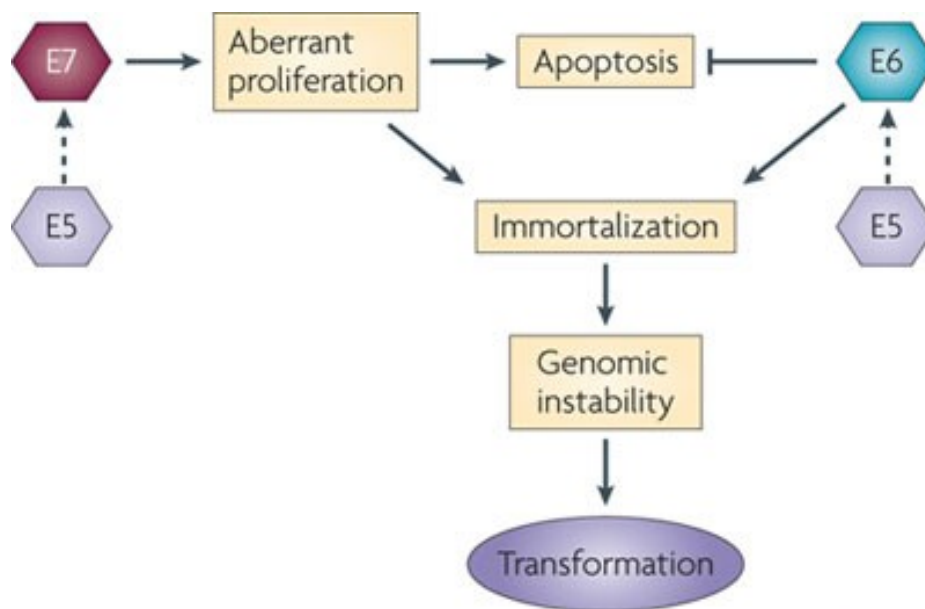 E7
Aberrant
proliferation
Apoptosis
E6
E5
Immortalization
E5
Genomic
instability
Transformation